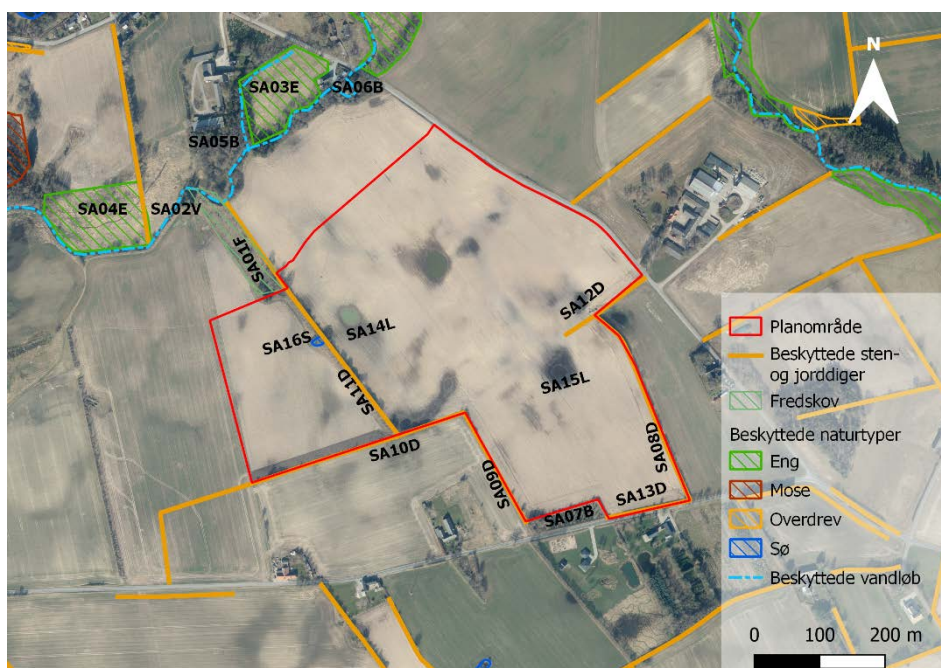 SA03E
SA06B
N
SA05B
SA04E
SA02V
SA01F
SA12D
SA16S
SA14L
SA11D
SA15L
SA10D
SA09D
SA08D
SA13D
SA07B
Planområde
Beskyttede sten-
og jorddiger
Fredskov
Beskyttede naturtyper
Eng
Mose
Overdrev
Sø
Beskyttede vandløb
0 100 200 m